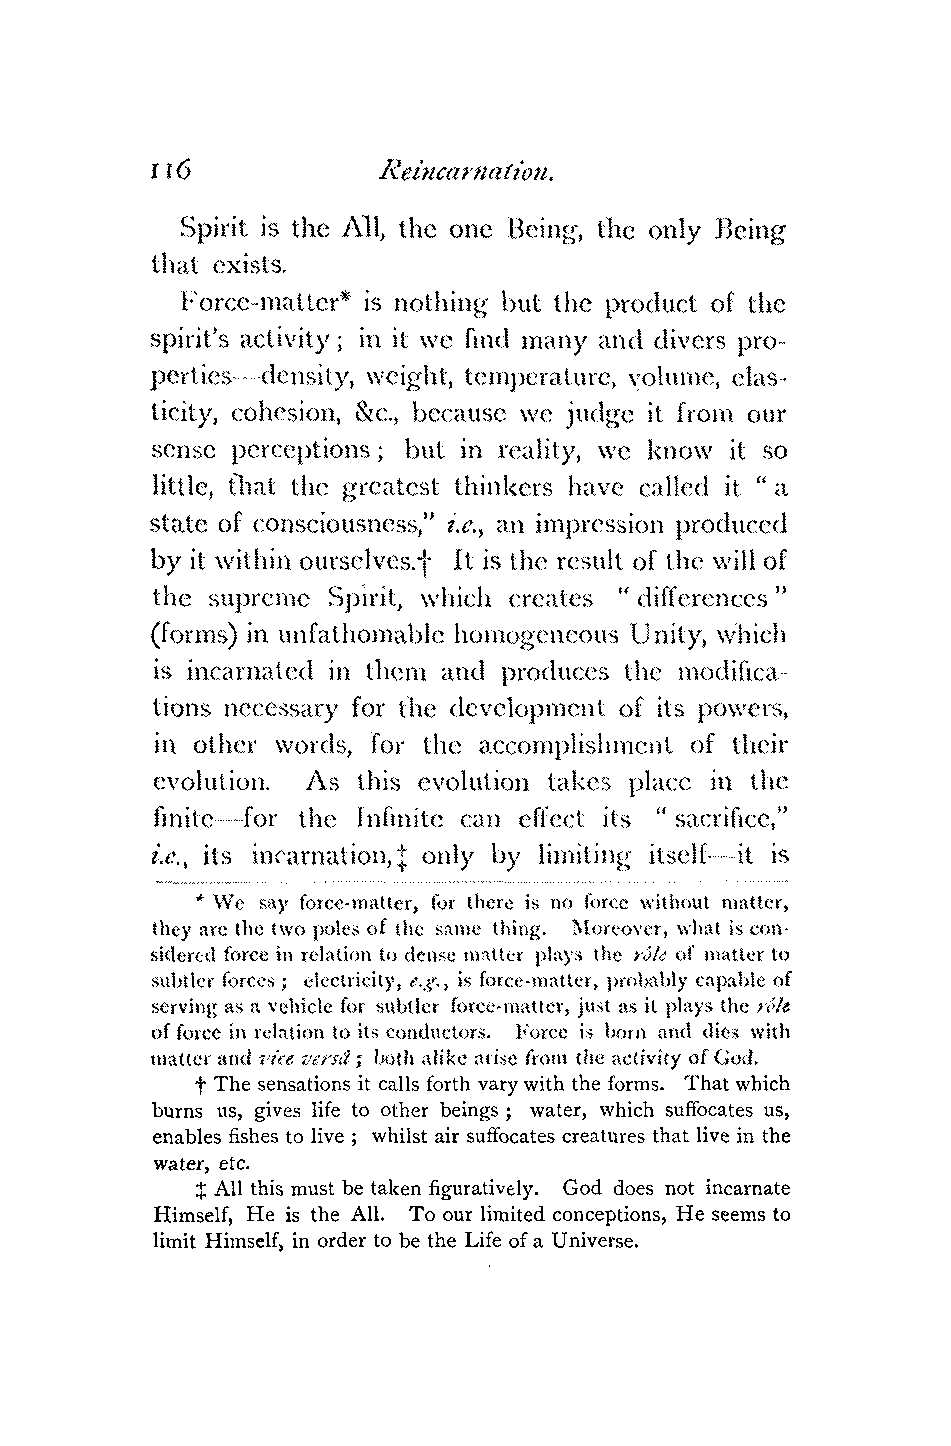 116 Reincarnation.
Spirit is the All, the one Being, the only Being
that exists.
Force-matter* is nothing but the product of the
spirit's activity; in it we find many and divers pro-
perties—density, weight, temperature, volume, elas-
ticity, cohesion, &c., because we judge it from our
sense perceptions; but in reality, we know it so
little, that the greatest thinkers have called it "a
state of consciousness," i.e., an impression produced
by it within ourselves.† It is the result of the will of
the supreme Spirit, which creates "differences"
(forms) in unfathomable homogeneous Unity, which
is incarnated in them and produces the modifica-
tions necessary for the development of its powers,
in other words, for the accomplishment of their
evolution. As this evolution takes place in the
finite—for the Infinite can effect its "sacrifice,"
i.e., its incarnation,‡ only by limiting itself—it is
* We say force-matter, for there is no force without matter,
they are the two poles of the same thing. Moreover, what is con-
sidered force in relation to dense matter plays the rôle of matter to
subtler forces; electricity, e.g., is force-matter, probably capable of
serving as a vehicle for subtler force-matter, just as it plays the rôle
of force in relation to its conductors. Force is born and dies with
matter and vice versâ; both alike arise from the activity of God.
† The sensations it calls forth vary with the forms. That which
burns us, gives life to other beings; water, which suffocates us,
enables fishes to live; whilst air suffocates creatures that live in the
water, etc.
‡ All this must be taken figuratively. God does not incarnate
Himself, He is the All. To our limited conceptions, He seems to
limit Himself, in order to be the Life of a Universe.